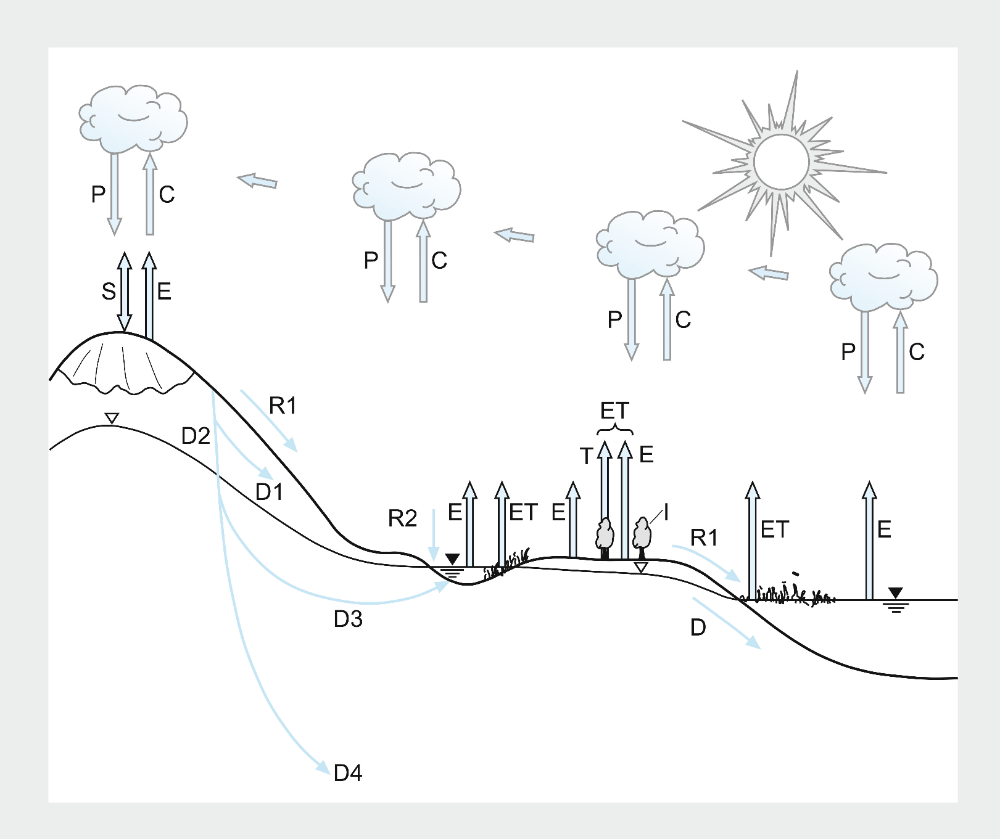 P C
P C
S E
P C
P C
R1
ET
D2
T E
D1
R2 E ET E I
R1 ET E
D3
D
D4